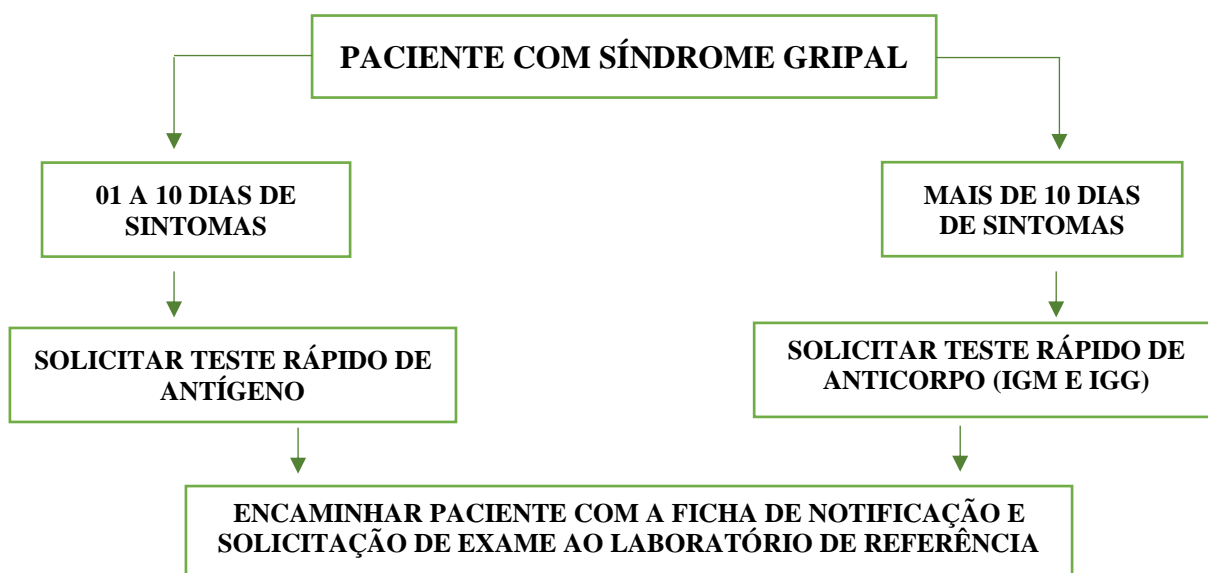 PACIENTE COM SÍNDROME GRIPAL
01 A 10 DIAS DE
SINTOMAS
MAIS DE 10 DIAS
DE SINTOMAS
SOLICITAR TESTE RÁPIDO DE
ANTÍGENO
SOLICITAR TESTE RÁPIDO DE
ANTICORPO (IGM E IGG)
ENCAMINHAR PACIENTE COM A FICHA DE NOTIFICAÇÃO E
SOLICITAÇÃO DE EXAME AO LABORATÓRIO DE REFERÊNCIA